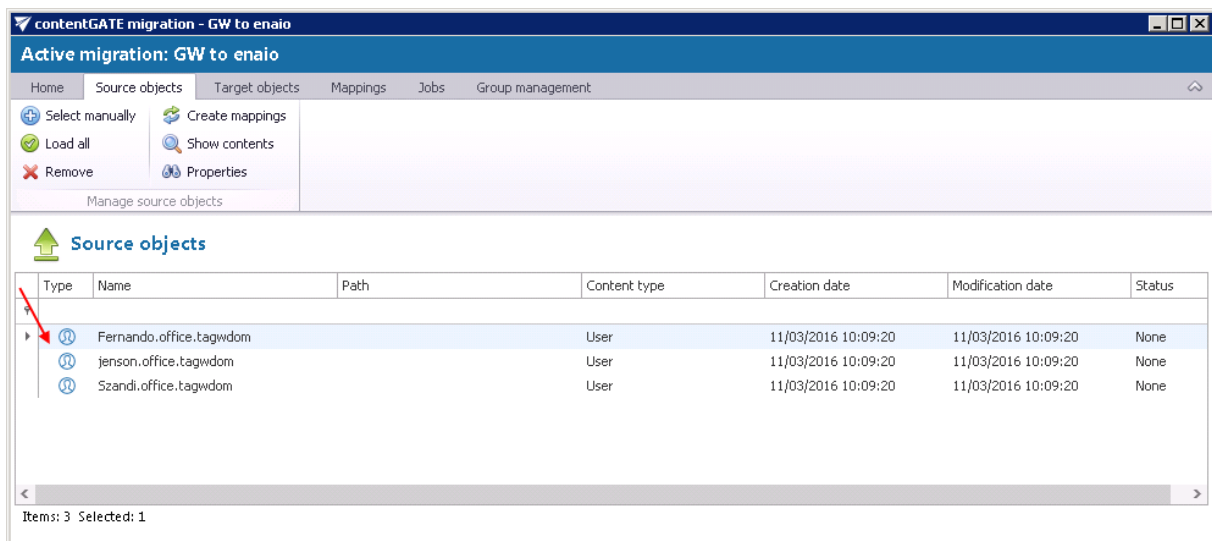 contentGATE migration - GW to enaio
Active migration: GW to enaio
Home Source objects Target objects Mappings Jobs Group management
Select manually Create mappings
Load all Show contents
Remove Properties
Manage source objects
Source objects
Type Name Path Content type Creation date Modification date Status
Fernando.office.tagwdom User 11/03/2016 10:09:20 11/03/2016 10:09:20 None
jenson.office.tagwdom User 11/03/2016 10:09:20 11/03/2016 10:09:20 None
Szandi.office.tagwdom User 11/03/2016 10:09:20 11/03/2016 10:09:20 None
Items: 3 Selected: 1